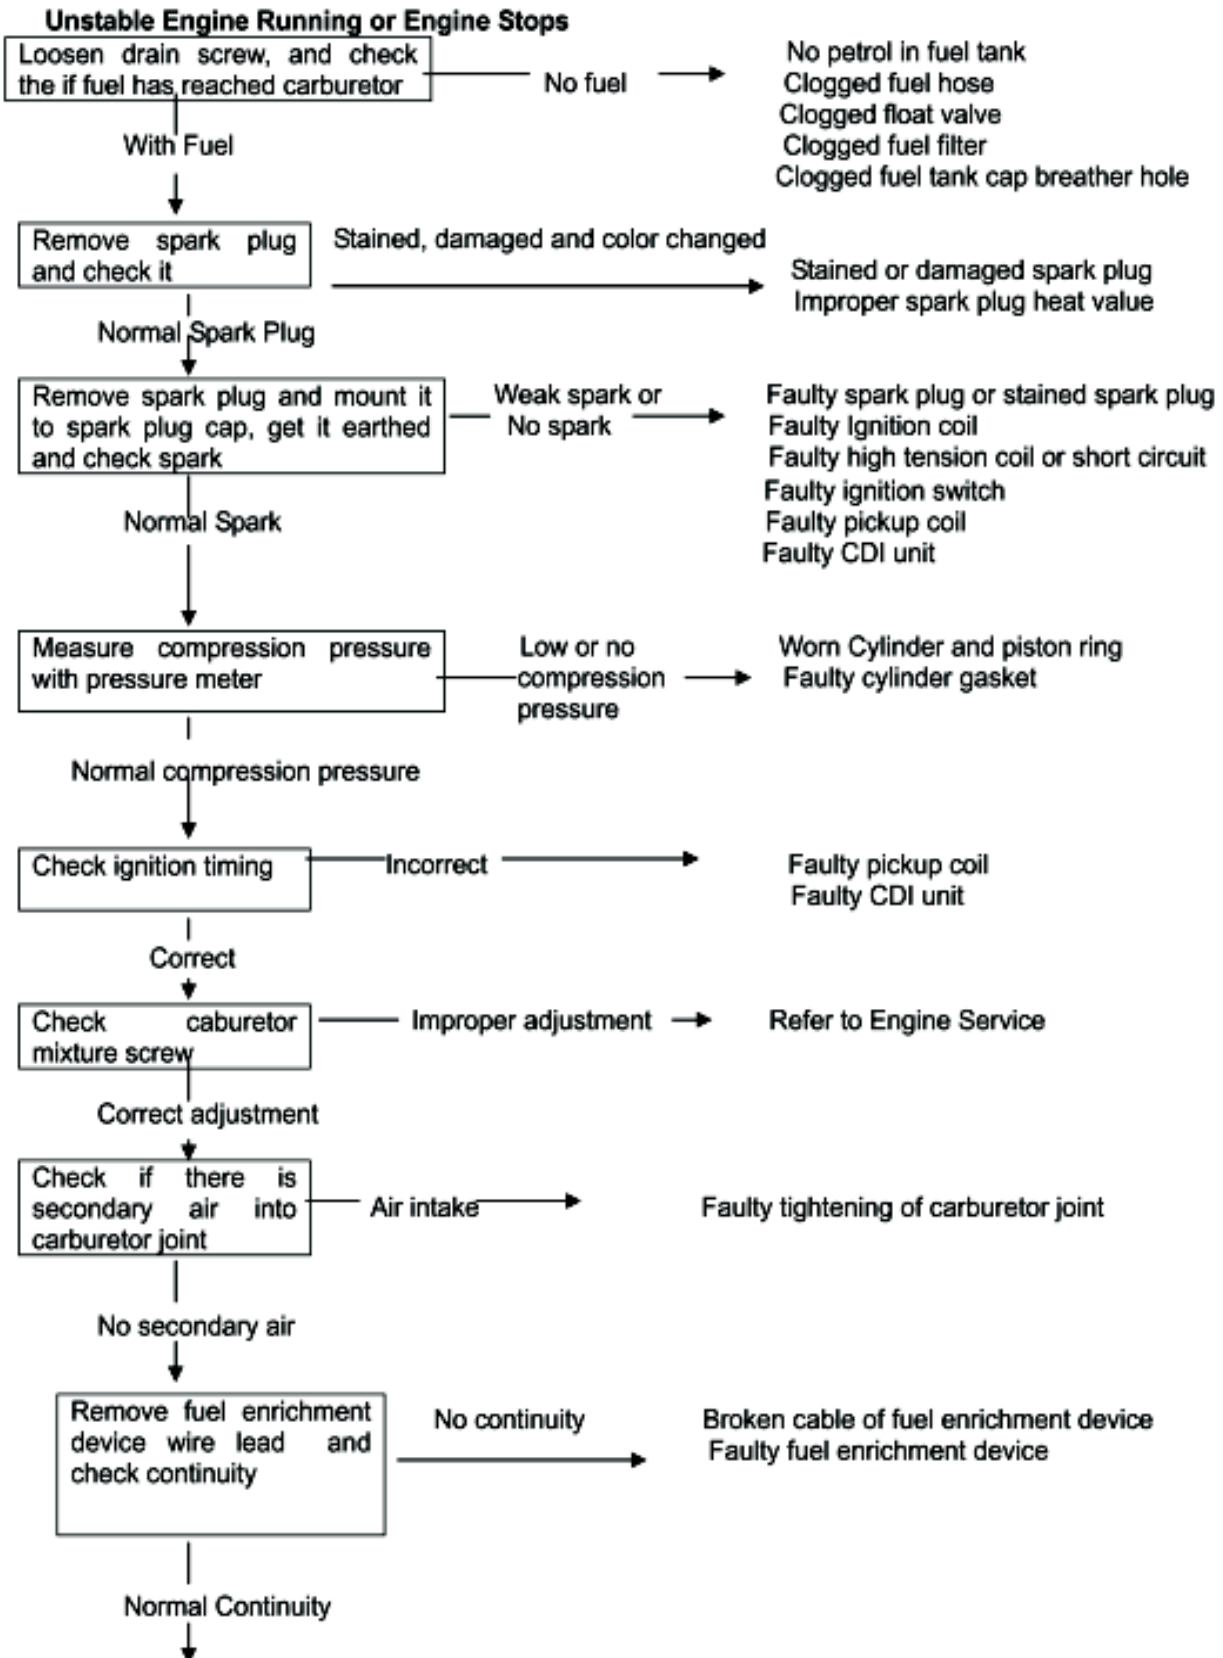 Unstable Engine Running or Engine Stops
Loosen drain screw, and check
the if fuel has reached carburetor
No fuel
No petrol in fuel tank
Clogged fuel hose
Clogged float valve
Clogged fuel filter
Clogged fuel tank cap breather hole
With Fuel
Remove spark plug
and check it
Stained, damaged and color changed
Stained or damaged spark plug
Improper spark plug heat value
Normal Spark Plug
Remove spark plug and mount it
to spark plug cap, get it earthed
and check spark
Weak spark or
No spark
Faulty spark plug or stained spark plug
Faulty Ignition coil
Faulty high tension coil or short circuit
Faulty ignition switch
Faulty pickup coil
Faulty CDI unit
Normal Spark
Measure compression pressure
with pressure meter
Low or no
compression
pressure
Worn Cylinder and piston ring
Faulty cylinder gasket
Normal compression pressure
Check ignition timing
Incorrect
Faulty pickup coil
Faulty CDI unit
Correct
Check caburetor
mixture screw
Improper adjustment
Refer to Engine Service
Correct adjustment
Check if there is
secondary air into
carburetor joint
Air intake
Faulty tightening of carburetor joint
No secondary air
Remove fuel enrichment
device wire lead and
check continuity
No continuity
Broken cable of fuel enrichment device
Faulty fuel enrichment device
Normal Continuity